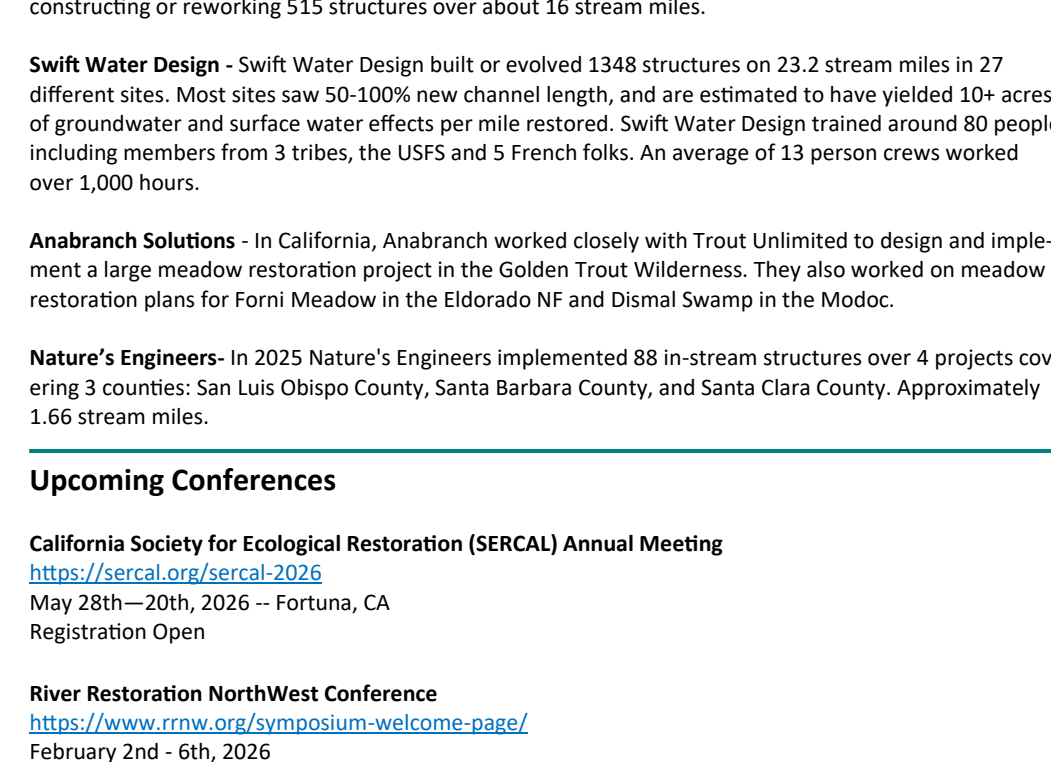 constructing or reworking 515 structures over about 16 stream miles.
Swift Water Design - Swift Water Design built or evolved 1348 structures on 23.2 stream miles in 27
different sites. Most sites saw 50-100% new channel length, and are estimated to have yielded 10+ acres
of groundwater and surface water effects per mile restored. Swift Water Design trained around 80 people
including members from 3 tribes, the USFS and 5 French folks. An average of 13 person crews worked
over 1,000 hours.
Anabranch Solutions - In California, Anabranch worked closely with Trout Unlimited to design and imple-
ment a large meadow restoration project in the Golden Trout Wilderness. They also worked on meadow
restoration plans for Forni Meadow in the Eldorado NF and Dismal Swamp in the Modoc.
Nature’s Engineers- In 2025 Nature's Engineers implemented 88 in-stream structures over 4 projects cov
ering 3 counties: San Luis Obispo County, Santa Barbara County, and Santa Clara County. Approximately
1.66 stream miles.
Upcoming Conferences
California Society for Ecological Restoration (SERCAL) Annual Meeting
https://sercal.org/sercal-2026
May 28th—20th, 2026 -- Fortuna, CA
Registration Open
River Restoration NorthWest Conference
https://www.rrnw.org/symposium-welcome-page/
February 2nd - 6th, 2026